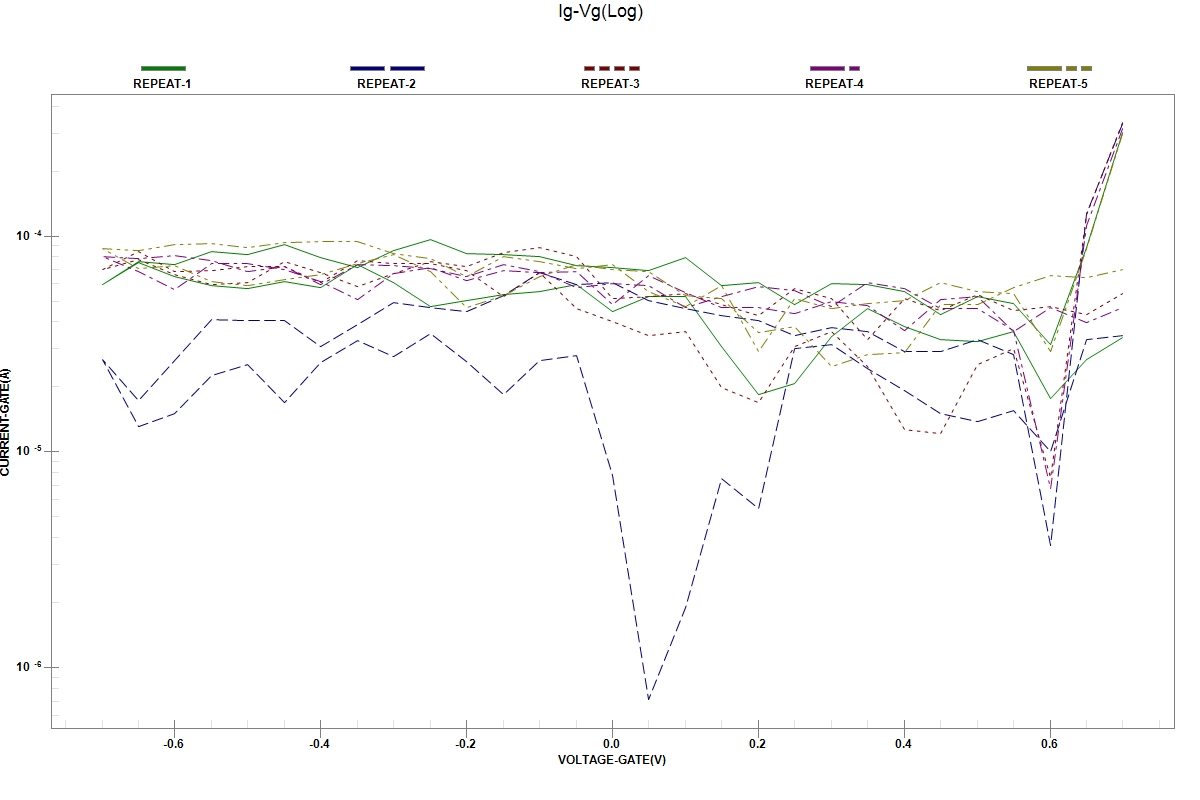 Ig-Vg(Log)
REPEAT-1 REPEAT-2 REPEAT-3 REPEAT-4 REPEAT-5
10 -4
10 -5
10 -6
CURRENT-GATE(A)
-0.6 -0.4 -0.2 0.0 0.2 0.4 0.6
VOLTAGE-GATE(V)